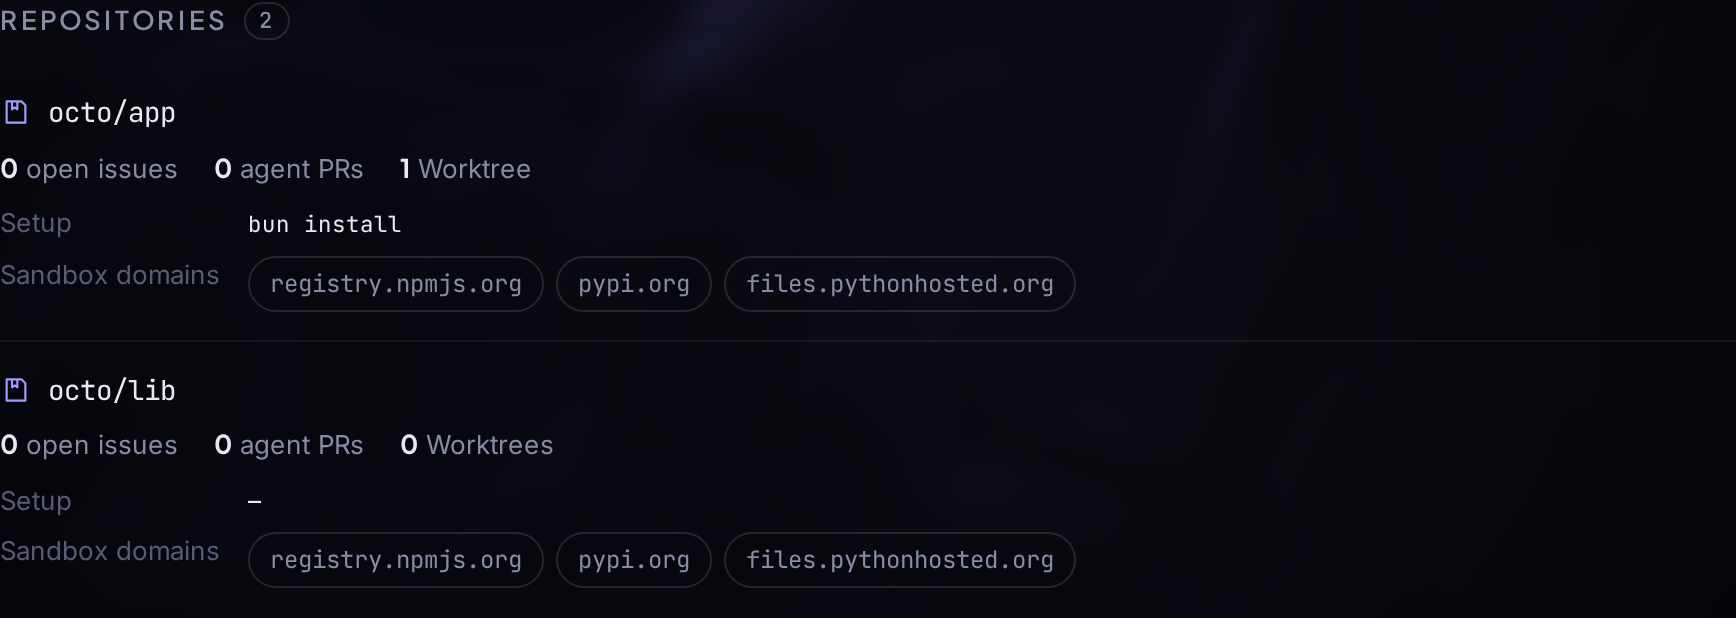 REPOSITORIES 2
octo/app
0 open issues 0 agent PRs 1 Worktree
Setup bun install
Sandbox domains registry.npmjs.org pypi.org files.pythonhosted.org
octo/lib
0 open issues 0 agent PRs 0 Worktrees
Setup —
Sandbox domains registry.npmjs.org pypi.org files.pythonhosted.org